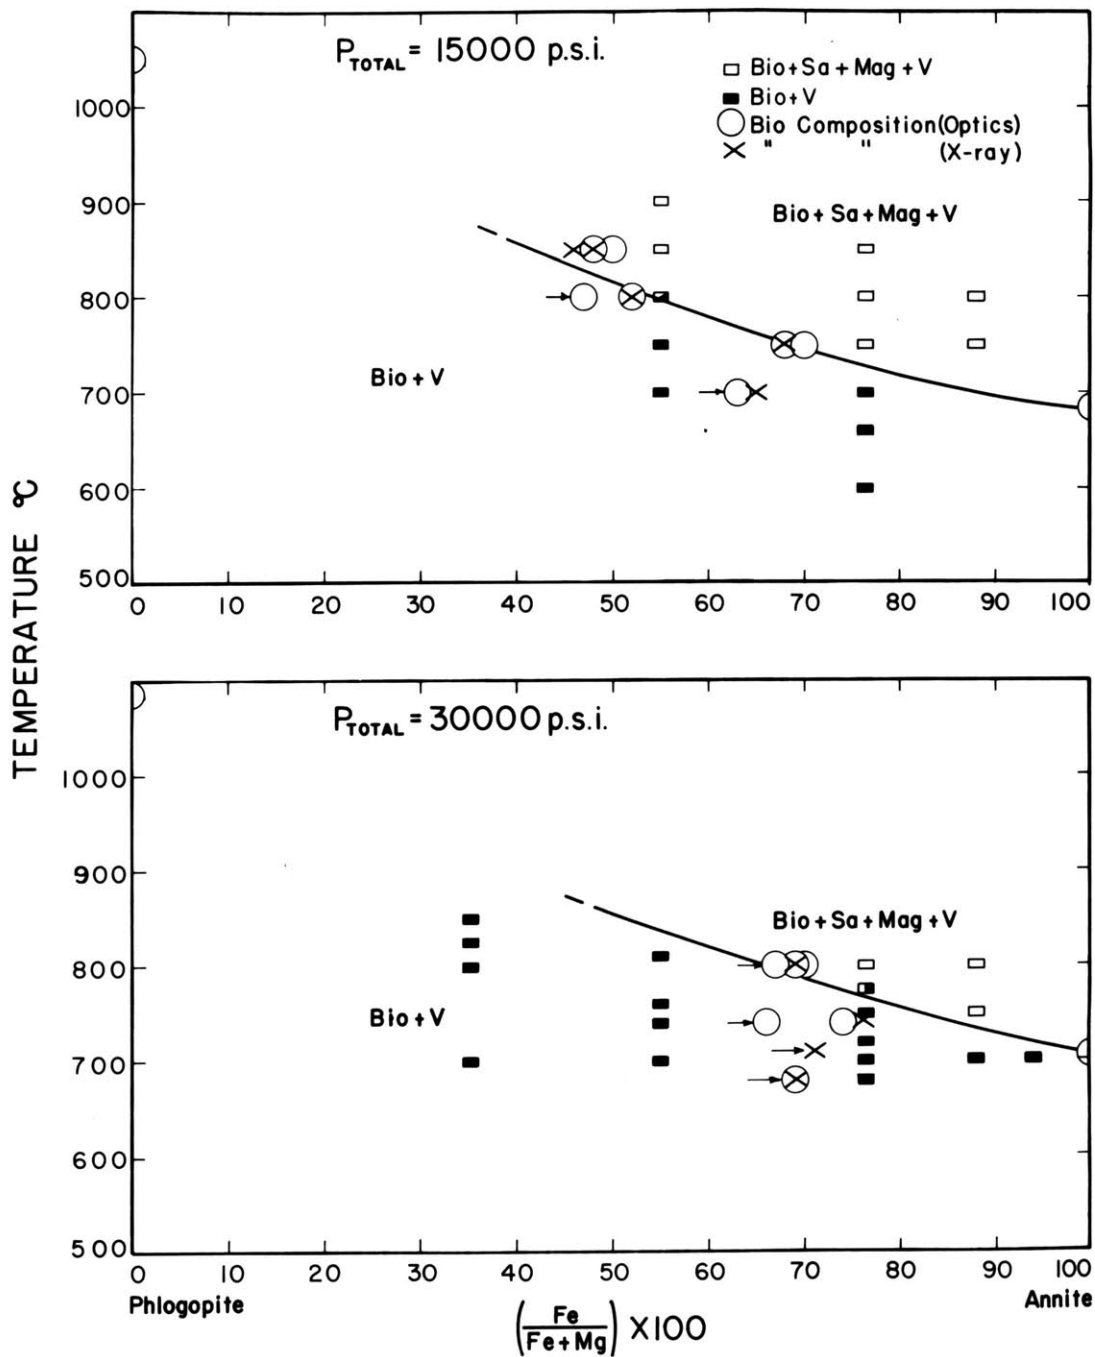 P TOTAL = 15000 p.s.i.
Bio+Sa+Mag+V
Bio+V
Bio Composition (Optics)
" " (X-ray)
1000
900
800
700
600
500
Bio+Sa+Mag+V
Bio+V
0 10 20 30 40 50 60 70 80 90 100
TEMPERATURE °C
P TOTAL = 30000 p.s.i.
1000
900
800
700
600
500
Bio+Sa+Mag+V
Bio+V
0 10 20 30 40 50 60 70 80 90 100
Phlogopite Annite
(Fe / Fe+Mg) X100